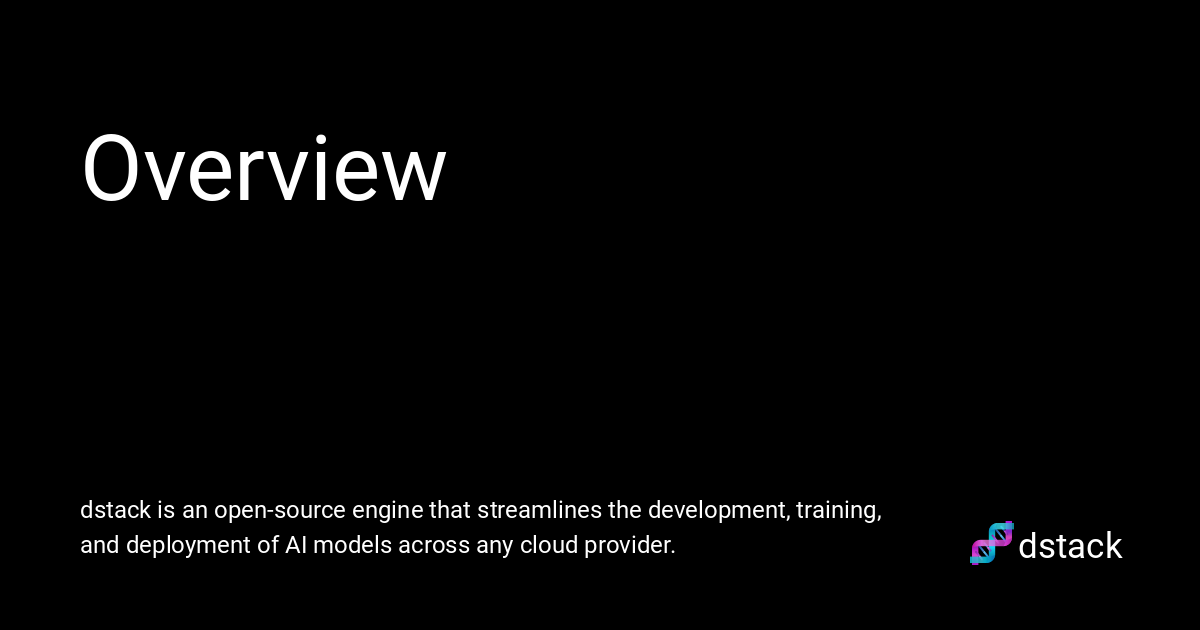 Overview
dstack is an open-source engine that streamlines the development, training,
and deployment of AI models across any cloud provider.
dstack